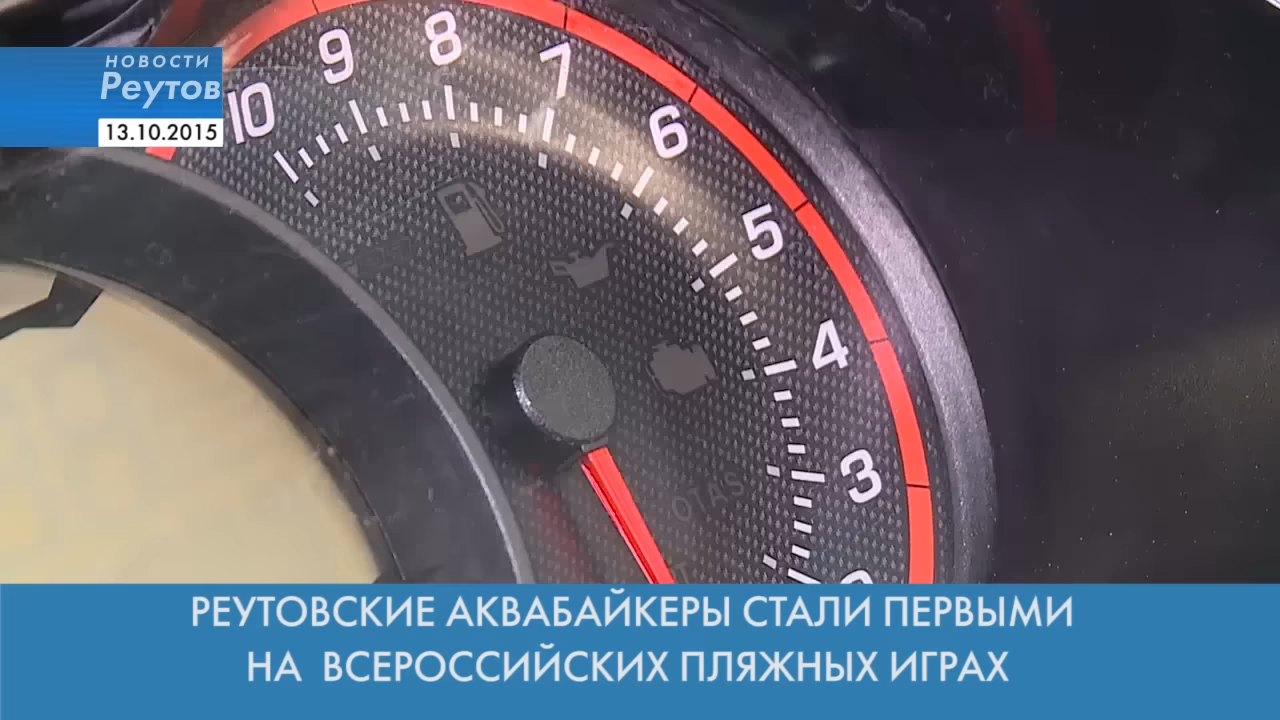 НОВОСТИ
Реутов
13.10.2015
10
9
8
7
6
5
4
3
РЕУТОВСКИЕ АКВАБАЙКЕРЫ СТАЛИ ПЕРВЫМИ
НА ВСЕРОССИЙСКИХ ПЛЯЖНЫХ ИГРАХ